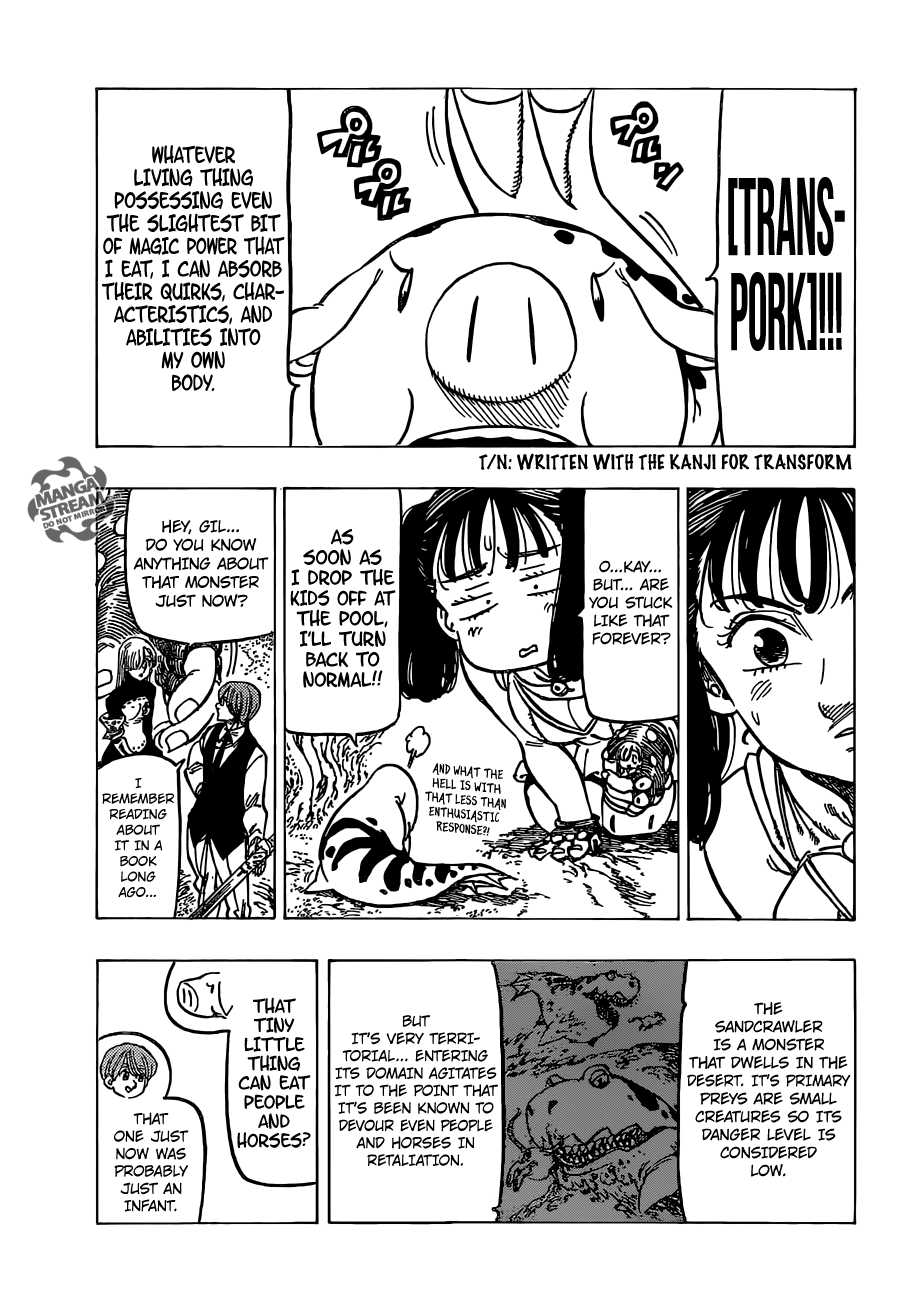 [TRANS-
PORK]!!!
プルッ
プル
プル
WHATEVER
LIVING THING
POSSESSING EVEN
THE SLIGHTEST BIT
OF MAGIC POWER THAT
I EAT, I CAN ABSORB
THEIR QUIRKS, CHAR-
ACTERISTICS, AND
ABILITIES INTO
MY OWN
BODY.
T/N: WRITTEN WITH THE KANJI FOR TRANSFORM
MANGA
STREAM
DO NOT MIRROR
O...KAY...
BUT... ARE
YOU STUCK
LIKE THAT
FOREVER?
AS
SOON AS
I DROP THE
KIDS OFF AT
THE POOL,
I'LL TURN
BACK TO
NORMAL!!
AND WHAT THE
HELL IS WITH
THAT LESS THAN
ENTHUSIASTIC
RESPONSE?!
HEY, GIL...
DO YOU KNOW
ANYTHING ABOUT
THAT MONSTER
JUST NOW?
I
REMEMBER
READING
ABOUT
IT IN A
BOOK
LONG
AGO...
THE
SANDCRAWLER
IS A MONSTER
THAT DWELLS IN THE
DESERT. IT'S PRIMARY
PREYS ARE SMALL
CREATURES SO ITS
DANGER LEVEL IS
CONSIDERED
LOW.
BUT
IT'S VERY TERRI-
TORIAL... ENTERING
ITS DOMAIN AGITATES
IT TO THE POINT THAT
IT'S BEEN KNOWN TO
DEVOUR EVEN PEOPLE
AND HORSES IN
RETALIATION.
THAT
TINY
LITTLE
THING
CAN EAT
PEOPLE
AND
HORSES?
THAT
ONE JUST
NOW WAS
PROBABLY
JUST AN
INFANT.